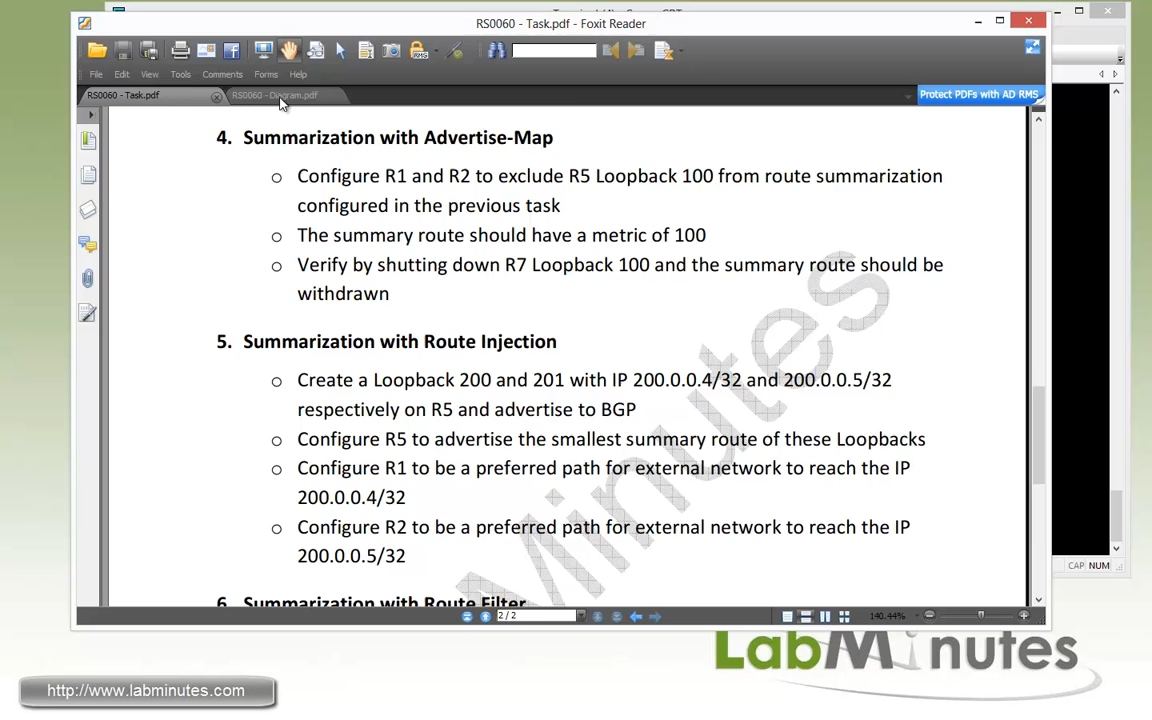 RS0060 - Task.pdf - Foxit Reader
File Edit View Tools Comments Forms Help
RS0060 - Task.pdf
RS0060 - Diagram.pdf
Protect PDFs with AD RMS
4. Summarization with Advertise-Map
o Configure R1 and R2 to exclude R5 Loopback 100 from route summarization
configured in the previous task
o The summary route should have a metric of 100
o Verify by shutting down R7 Loopback 100 and the summary route should be
withdrawn
5. Summarization with Route Injection
o Create a Loopback 200 and 201 with IP 200.0.0.4/32 and 200.0.0.5/32
respectively on R5 and advertise to BGP
o Configure R5 to advertise the smallest summary route of these Loopbacks
o Configure R1 to be a preferred path for external network to reach the IP
200.0.0.4/32
o Configure R2 to be a preferred path for external network to reach the IP
200.0.0.5/32
6. Summarization with Route Filter
Minutes
2 / 2
140.44%
CAP NUM
LabMinutes
http://www.labminutes.com